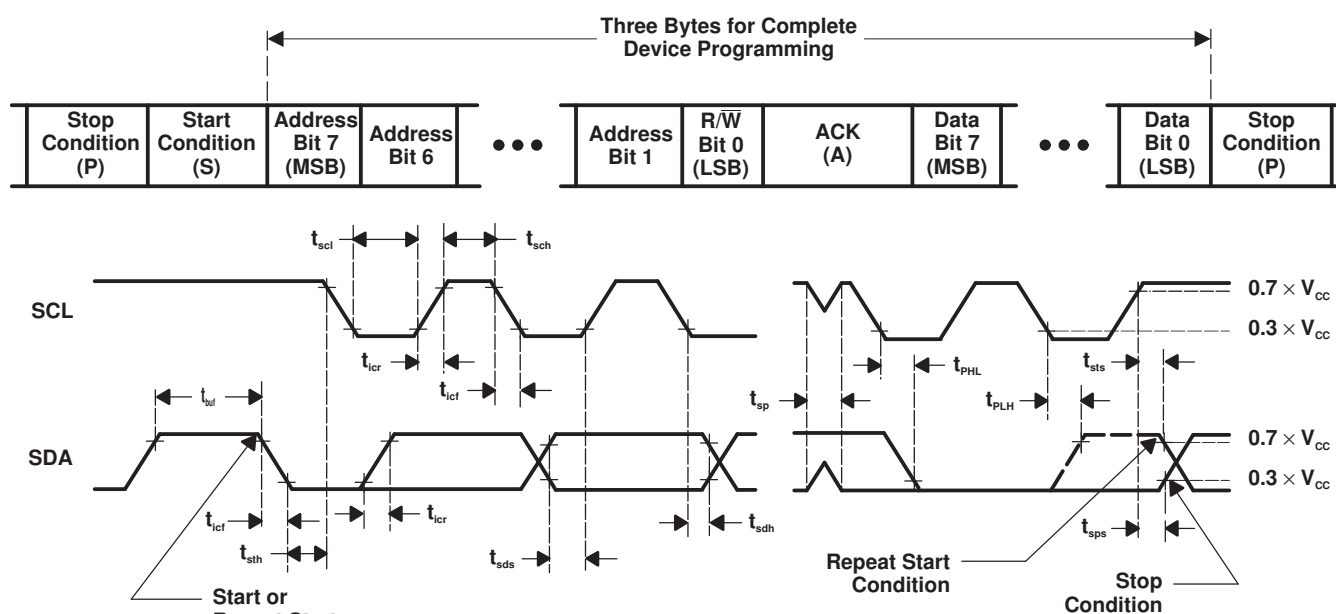 Three Bytes for Complete
Device Programming
Stop
Condition
(P)
Start
Condition
(S)
Address
Bit 7
(MSB)
Address
Bit 6
•••
Address
Bit 1
R/W̅
Bit 0
(LSB)
ACK
(A)
Data
Bit 7
(MSB)
•••
Data
Bit 0
(LSB)
Stop
Condition
(P)
tscl
tsch
SCL
0.7 × VCC
0.3 × VCC
ticr
ticf
tPHL
tsts
tbuf
tsp
tPLH
SDA
0.7 × VCC
0.3 × VCC
ticf
ticr
tsdh
tsth
tsds
tsps
Repeat Start
Condition
Stop
Condition
Start or